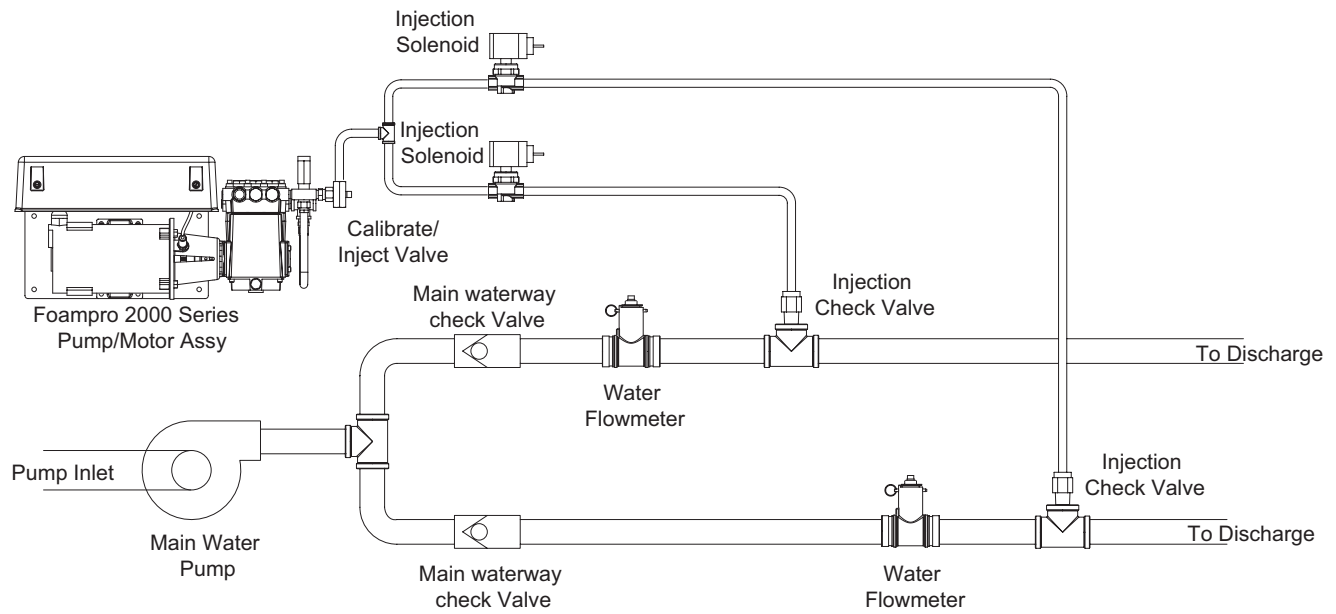 Injection
Solenoid
Injection
Solenoid
Calibrate/
Inject Valve
Foampro 2000 Series
Pump/Motor Assy
Main waterway
check Valve
Injection
Check Valve
To Discharge
Water
Flowmeter
Pump Inlet
Injection
Check Valve
To Discharge
Main Water
Pump
Main waterway
check Valve
Water
Flowmeter